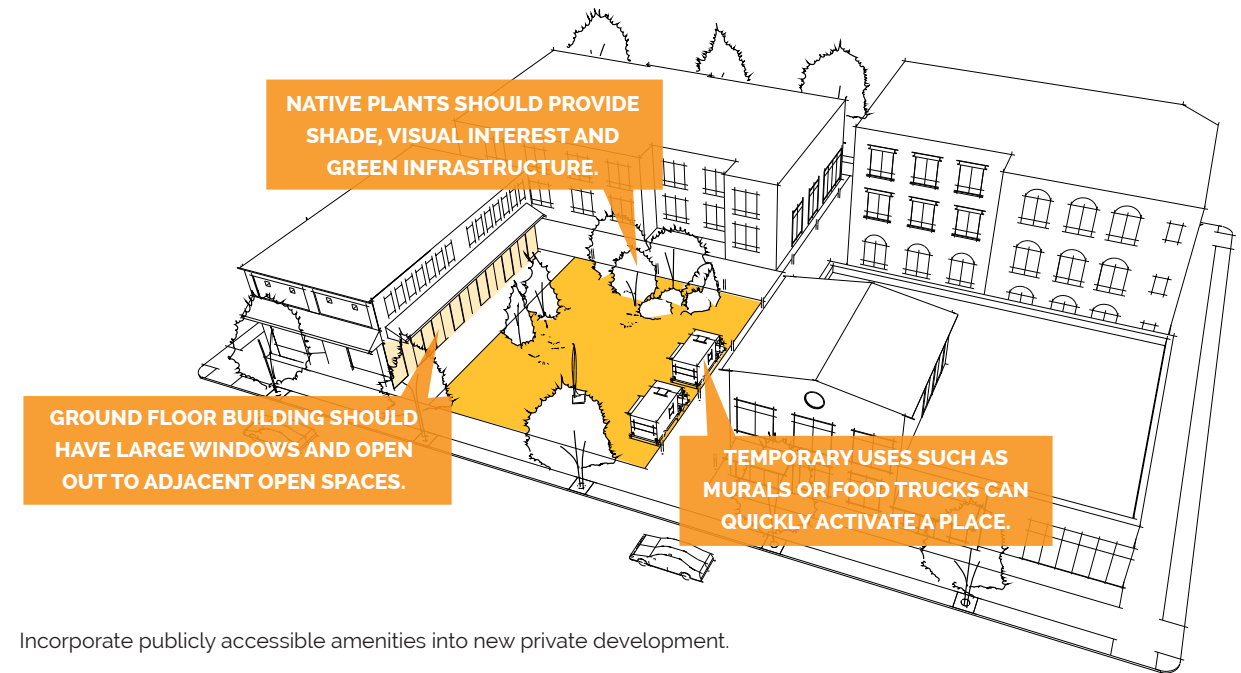 NATIVE PLANTS SHOULD PROVIDE
SHADE, VISUAL INTEREST AND
GREEN INFRASTRUCTURE.
GROUND FLOOR BUILDING SHOULD
HAVE LARGE WINDOWS AND OPEN
OUT TO ADJACENT OPEN SPACES.
TEMPORARY USES SUCH AS
MURALS OR FOOD TRUCKS CAN
QUICKLY ACTIVATE A PLACE.
Incorporate publicly accessible amenities into new private development.